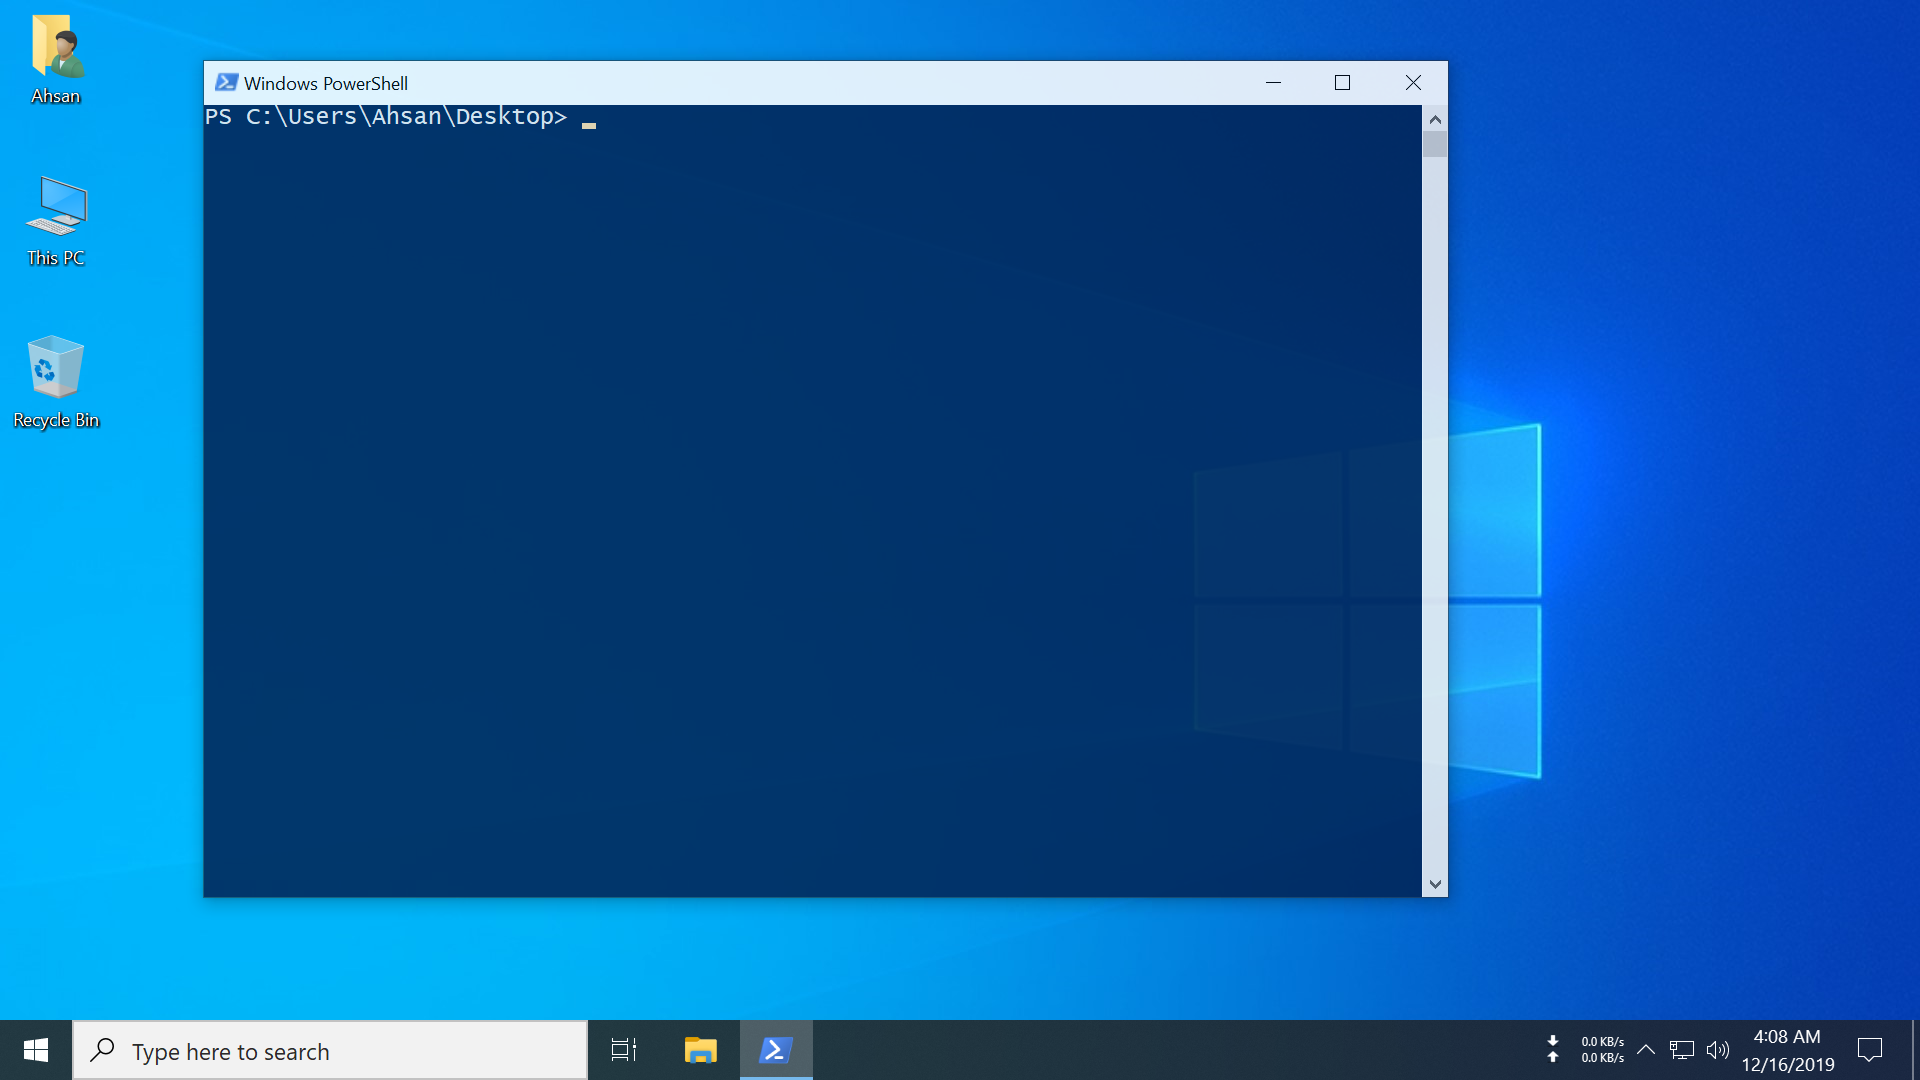 Ahsan
This PC
Recycle Bin
Windows PowerShell
PS C:\Users\Ahsan\Desktop>
Type here to search
0.0 KB/s
0.0 KB/s
4:08 AM
12/16/2019